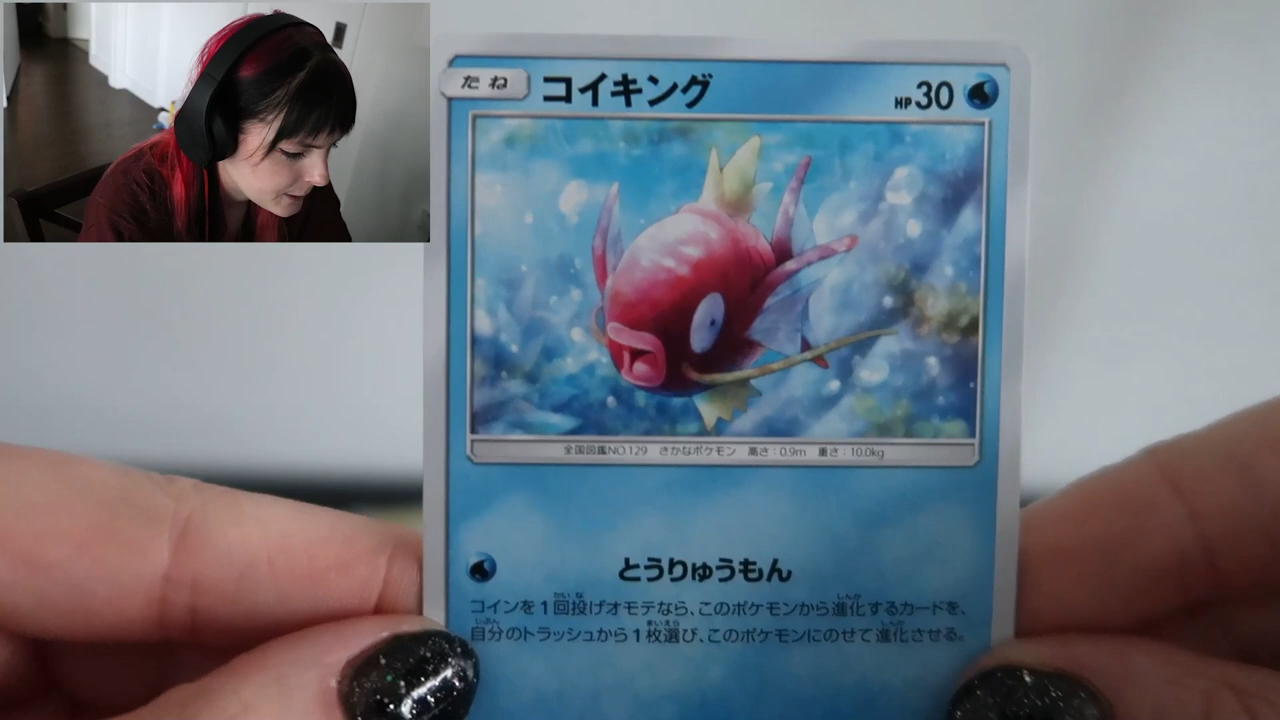 たね コイキング HP 30
全国図鑑NO.129 さかなポケモン 高さ:0.9m 重さ:10.0kg
とうりゅうもん
コインを1回投げオモテなら、このポケモンから進化するカードを、
自分のトラッシュから1枚選び、このポケモンにのせて進化させる。